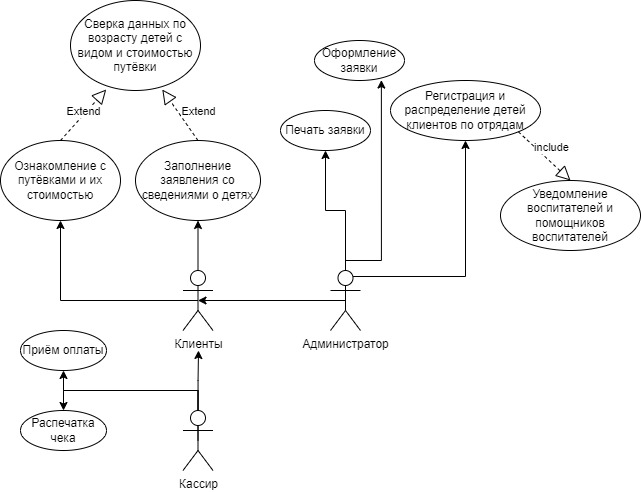 Сверка данных по
возрасту детей с
видом и стоимостью
путёвки
Оформление
заявки
Extend
Extend
Печать заявки
Регистрация и
распределение детей
клиентов по отрядам
include
Ознакомление с
путёвками и их
стоимостью
Заполнение
заявления со
сведениями о детях
Уведомление
воспитателей и
помощников
воспитателей
Клиенты
Администратор
Приём оплаты
Распечатка
чека
Кассир